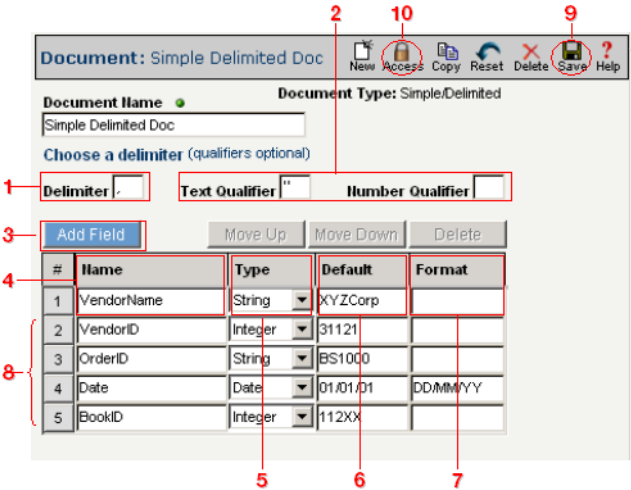 2 10 9
Document: Simple Delimited Doc New Access Copy Reset Delete Save Help
Document Name Document Type: Simple/Delimited
Simple Delimited Doc
Choose a delimiter (qualifiers optional)
1 Delimiter , Text Qualifier " Number Qualifier
3 Add Field Move Up Move Down Delete
4 # Name Type Default Format
1 VendorName String XYZCorp
2 VendorID Integer 31121
8 3 OrderID String BS1000
4 Date Date 01/01/01 DD/MM/YY
5 BookID Integer 112XX
5 6 7